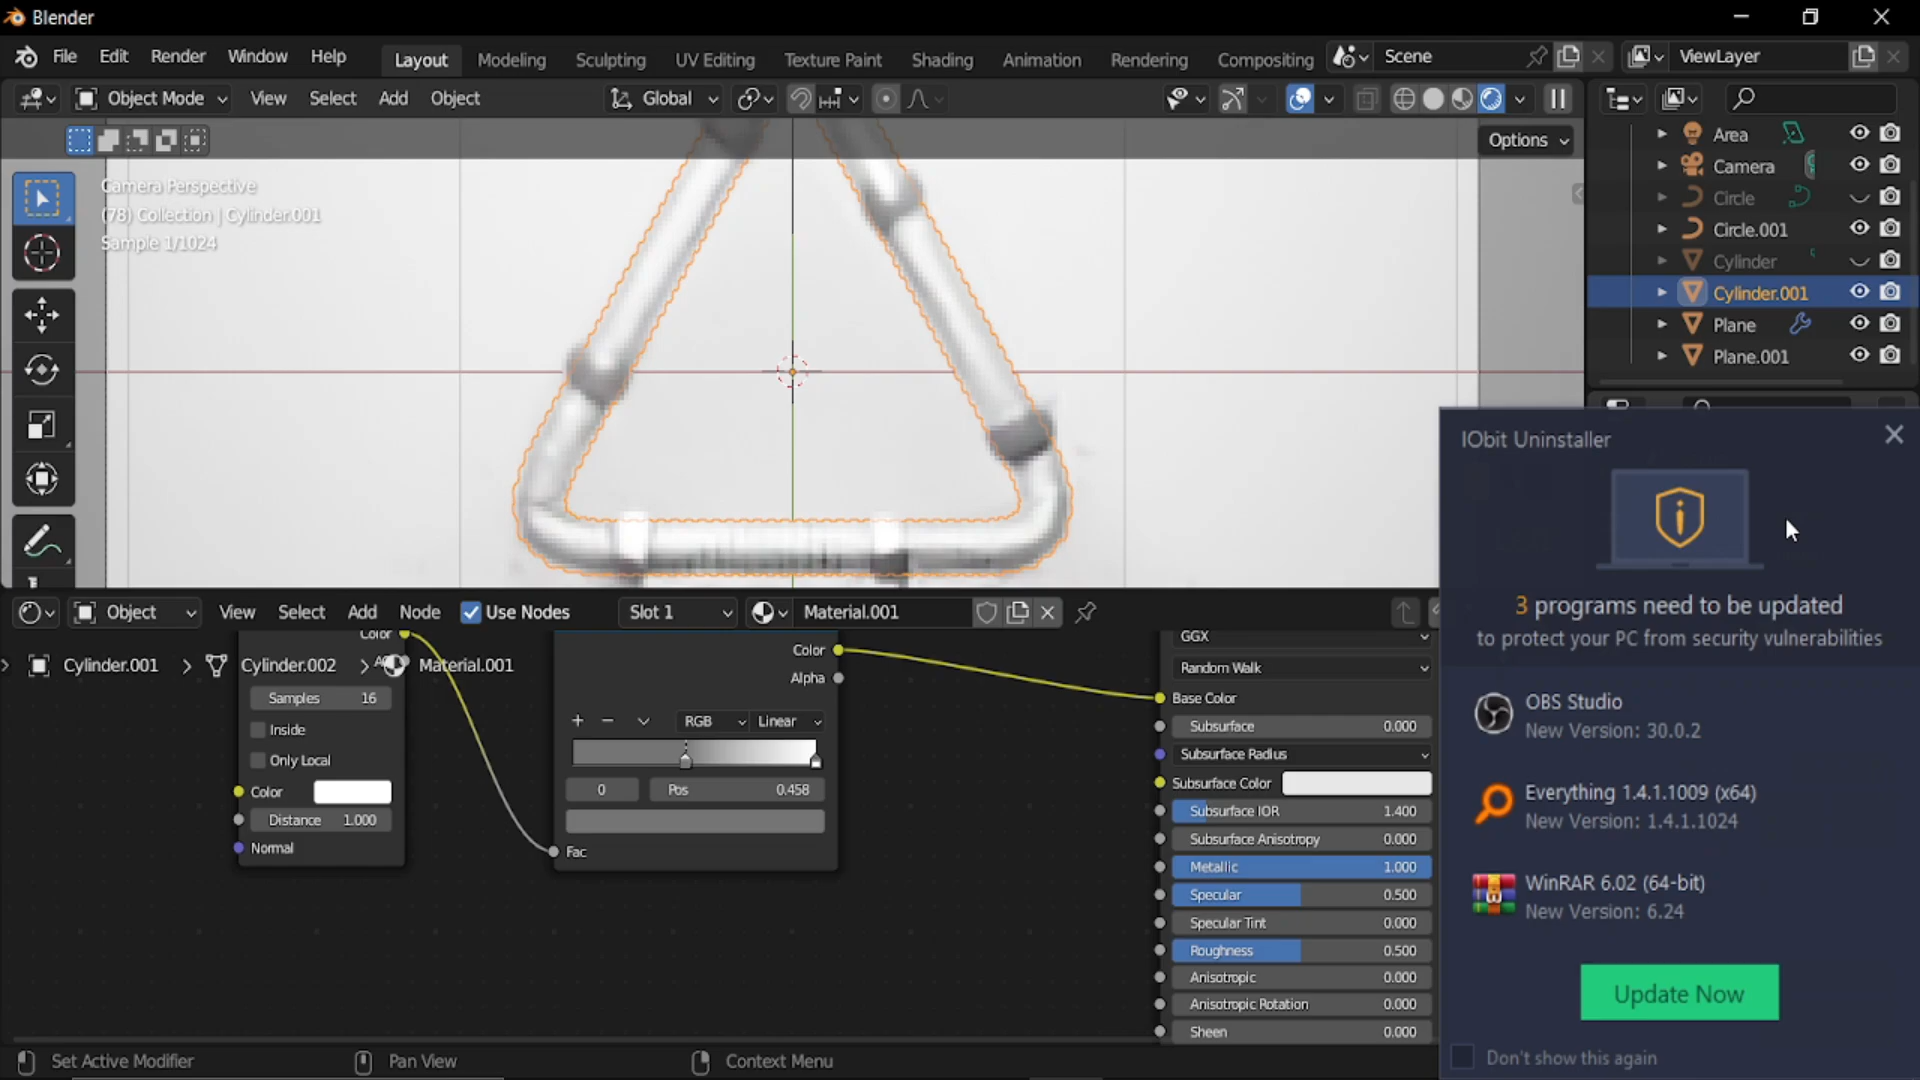 Blender
File Edit Render Window Help Layout Modeling Sculpting UV Editing Texture Paint Shading Animation Rendering Compositing Scene ViewLayer
Object Mode View Select Add Object Global
Options
Camera Perspective
(78) Collection | Cylinder.001
Sample 1/1024
Area
Camera
Circle
Circle.001
Cylinder
Cylinder.001
Plane
Plane.001
Object View Select Add Node Use Nodes Slot 1 Material.001
Cylinder.001 > Cylinder.002 > Material.001
Color
Samples 16
Inside
Only Local
Color
Distance 1.000
Normal
Color
Alpha
+ − RGB Linear
0 Pos 0.458
Fac
GGX
Random Walk
Base Color
Subsurface 0.000
Subsurface Radius
Subsurface Color
Subsurface IOR 1.400
Subsurface Anisotropy 0.000
Metallic 1.000
Specular 0.500
Specular Tint 0.000
Roughness 0.500
Anisotropic 0.000
Anisotropic Rotation 0.000
Sheen 0.000
IObit Uninstaller
3 programs need to be updated
to protect your PC from security vulnerabilities
OBS Studio
New Version: 30.0.2
Everything 1.4.1.1009 (x64)
New Version: 1.4.1.1024
WinRAR 6.02 (64-bit)
New Version: 6.24
Update Now
Don't show this again
Set Active Modifier Pan View Context Menu